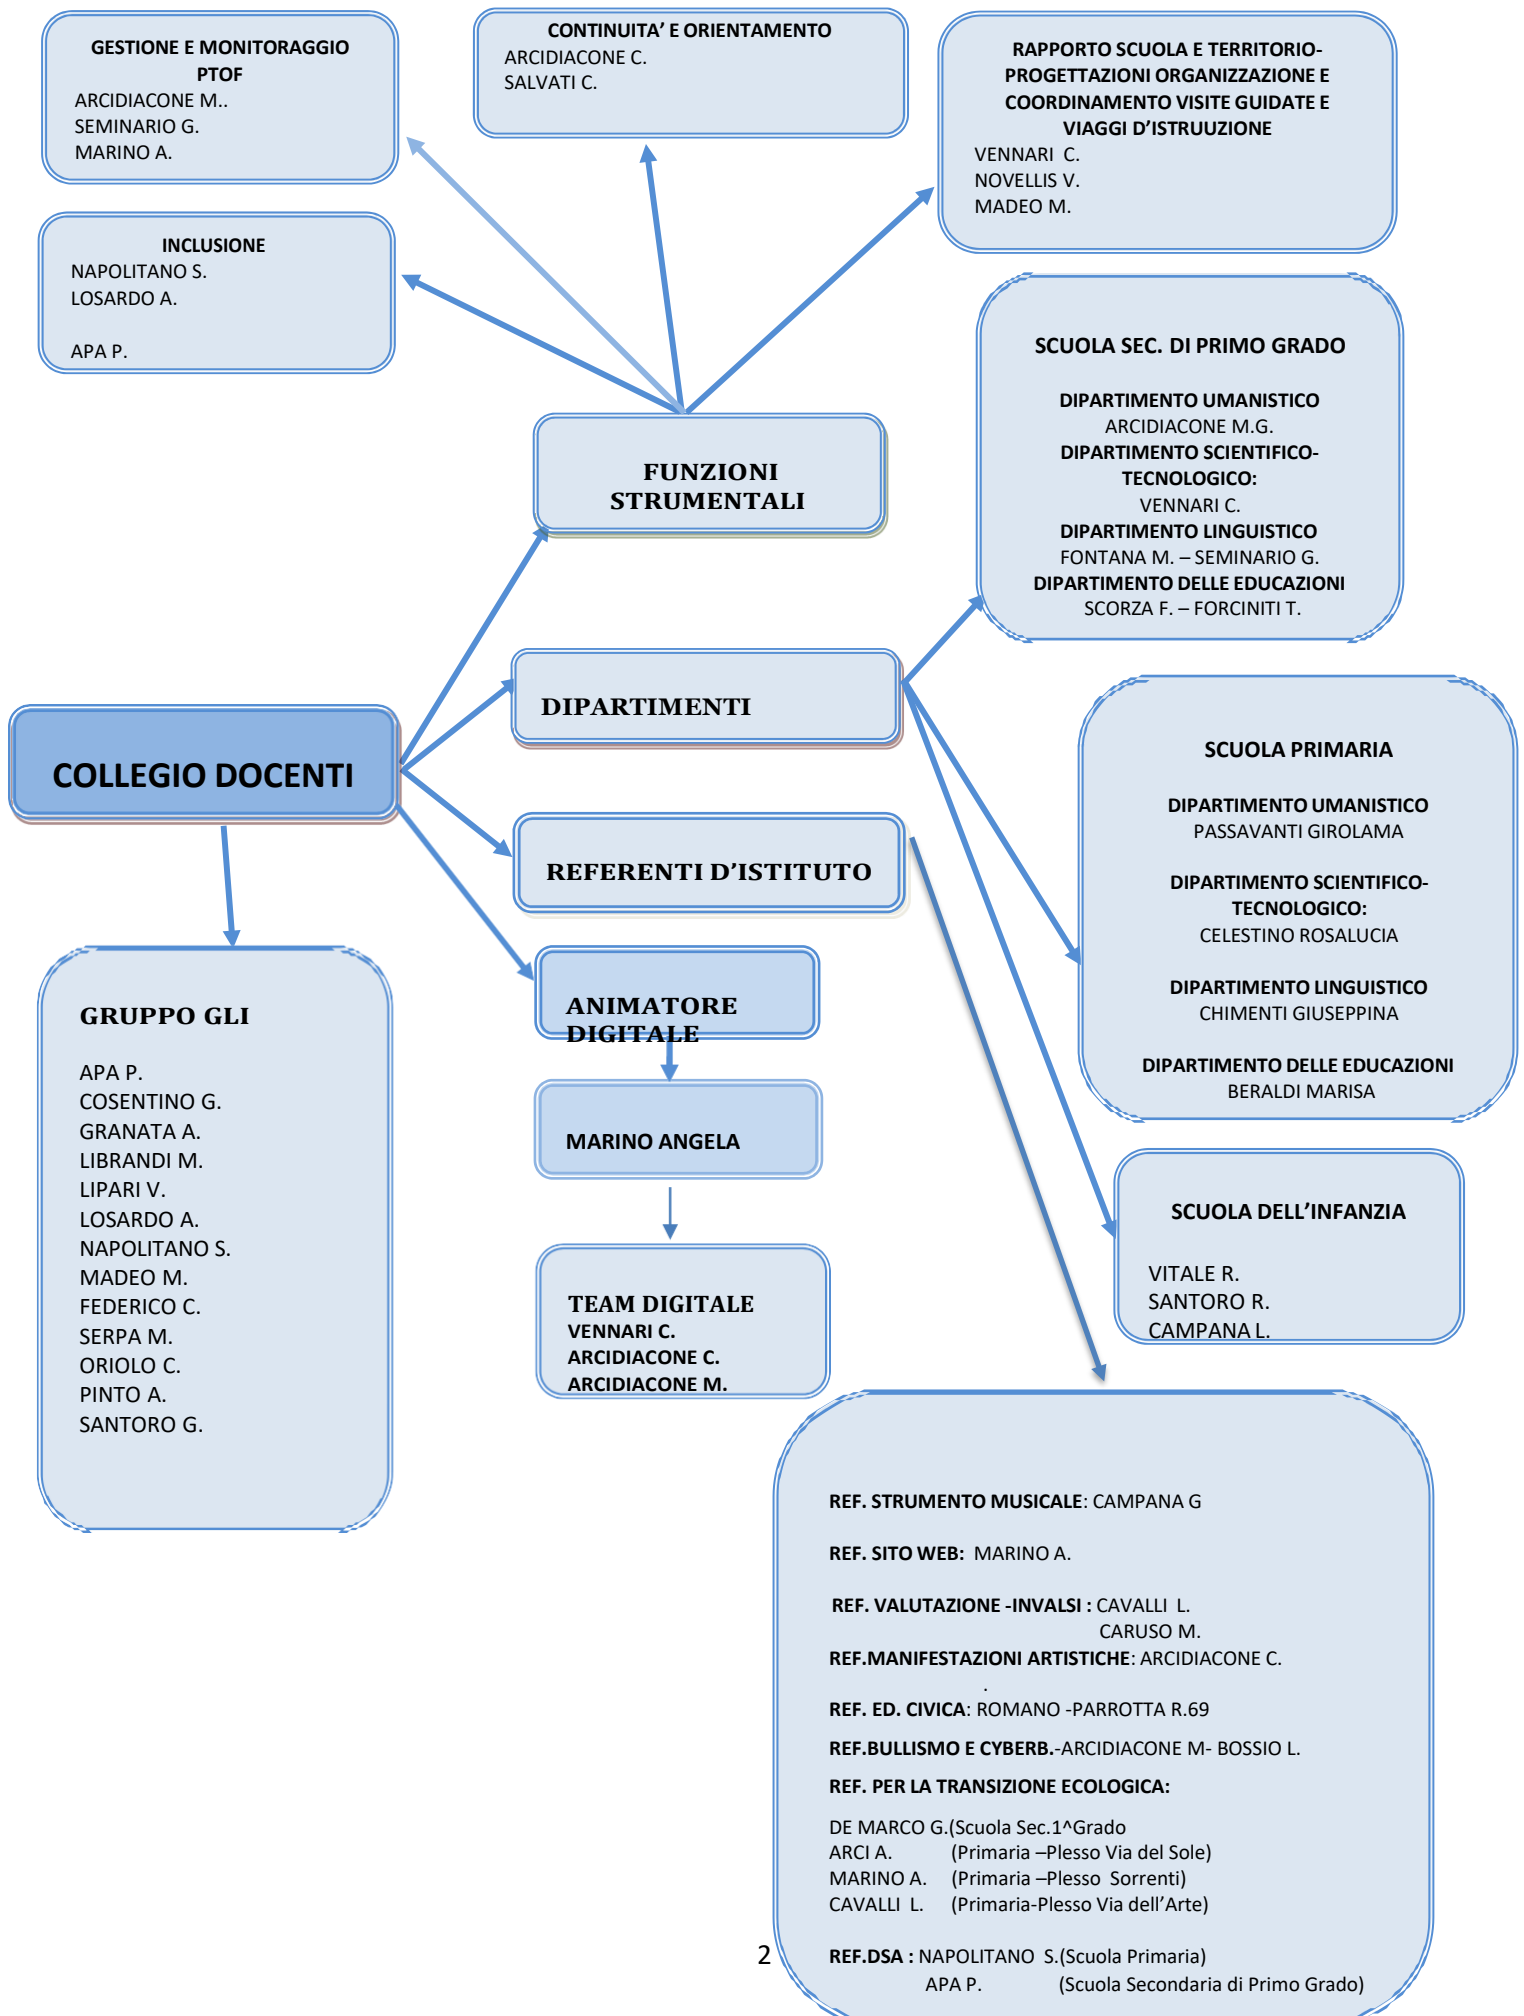 GESTIONE E MONITORAGGIO
PTOF
ARCIDIACONE M..
SEMINARIO G.
MARINO A.
CONTINUITA’ E ORIENTAMENTO
ARCIDIACONE C.
SALVATI C.
RAPPORTO SCUOLA E TERRITORIO-
PROGETTAZIONI ORGANIZZAZIONE E
COORDINAMENTO VISITE GUIDATE E
VIAGGI D’ISTRUUZIONE
VENNARI C.
NOVELLIS V.
MADEO M.
INCLUSIONE
NAPOLITANO S.
LOSARDO A.
APA P.
FUNZIONI
STRUMENTALI
SCUOLA SEC. DI PRIMO GRADO
DIPARTIMENTO UMANISTICO
ARCIDIACONE M.G.
DIPARTIMENTO SCIENTIFICO-
TECNOLOGICO:
VENNARI C.
DIPARTIMENTO LINGUISTICO
FONTANA M. – SEMINARIO G.
DIPARTIMENTO DELLE EDUCAZIONI
SCORZA F. – FORCINITI T.
DIPARTIMENTI
COLLEGIO DOCENTI
REFERENTI D’ISTITUTO
SCUOLA PRIMARIA
DIPARTIMENTO UMANISTICO
PASSAVANTI GIROLAMA
DIPARTIMENTO SCIENTIFICO-
TECNOLOGICO:
CELESTINO ROSALUCIA
DIPARTIMENTO LINGUISTICO
CHIMENTI GIUSEPPINA
DIPARTIMENTO DELLE EDUCAZIONI
BERALDI MARISA
GRUPPO GLI
APA P.
COSENTINO G.
GRANATA A.
LIBRANDI M.
LIPARI V.
LOSARDO A.
NAPOLITANO S.
MADEO M.
FEDERICO C.
SERPA M.
ORIOLO C.
PINTO A.
SANTORO G.
ANIMATORE
DIGITALE
MARINO ANGELA
TEAM DIGITALE
VENNARI C.
ARCIDIACONE C.
ARCIDIACONE M.
SCUOLA DELL’INFANZIA
VITALE R.
SANTORO R.
CAMPANA L.
REF. STRUMENTO MUSICALE: CAMPANA G
REF. SITO WEB: MARINO A.
REF. VALUTAZIONE -INVALSI : CAVALLI L.
CARUSO M.
REF.MANIFESTAZIONI ARTISTICHE: ARCIDIACONE C.
.
REF. ED. CIVICA: ROMANO -PARROTTA R.69
REF.BULLISMO E CYBERB.-ARCIDIACONE M- BOSSIO L.
REF. PER LA TRANSIZIONE ECOLOGICA:
DE MARCO G.(Scuola Sec.1^Grado
ARCI A. (Primaria –Plesso Via del Sole)
MARINO A. (Primaria –Plesso Sorrenti)
CAVALLI L. (Primaria-Plesso Via dell’Arte)
REF.DSA : NAPOLITANO S.(Scuola Primaria)
APA P. (Scuola Secondaria di Primo Grado)
2